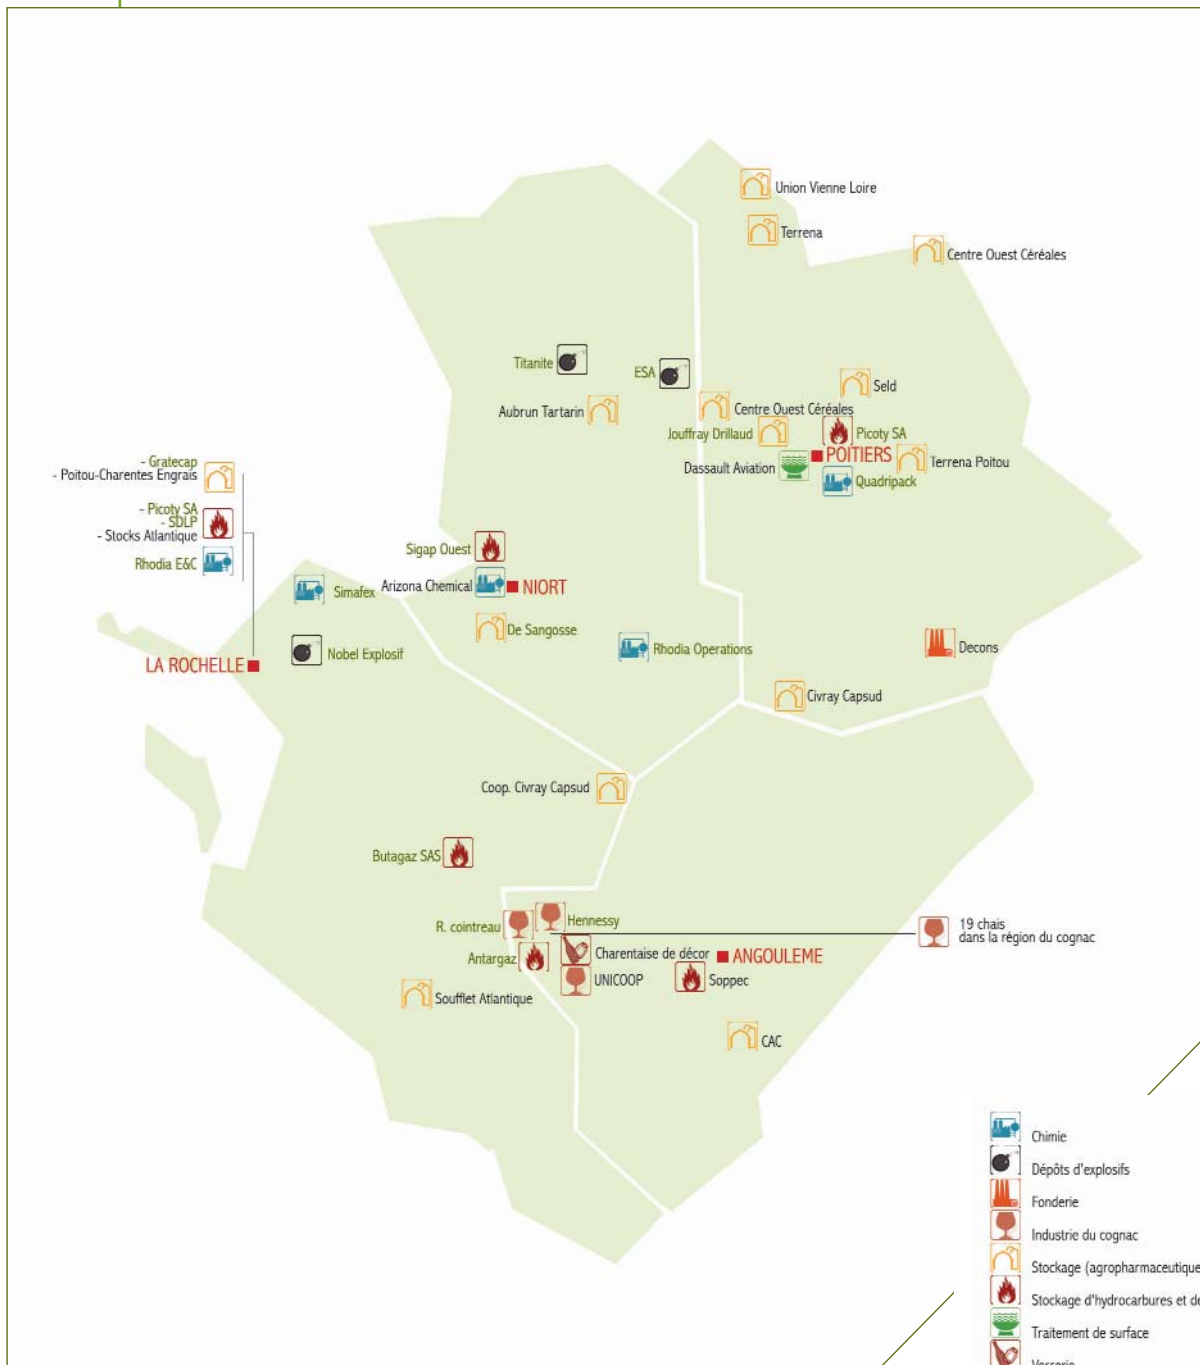 Union Vienne Loire
Terrena
Centre Ouest Céréales
Titanite
ESA
Seld
Aubrun Tartarin
Centre Ouest Céréales
Jouffray Drillaud
Picoty SA
POITIERS
Terrena Poitou
Dassault Aviation
Quadripack
- Gratecap
- Poitou-Charentes Engrais
- Picoty SA
- SDLP
- Stocks Atlantique
Rhodia E&C
Sigap Ouest
Arizona Chemical
NIORT
Simafex
De Sangosse
Nobel Explosif
LA ROCHELLE
Rhodia Operations
Decons
Civray Capsud
Coop. Civray Capsud
Butagaz SAS
R. cointreau
Hennessy
19 chais
dans la région du cognac
Antargaz
Charentaise de décor
ANGOULEME
UNICOOP
Soppec
Soufflet Atlantique
CAC
Chimie
Dépôts d'explosifs
Fonderie
Industrie du cognac
Stockage (agropharmaceutique
Stockage d'hydrocarbures et de
Traitement de surface
Verrerie